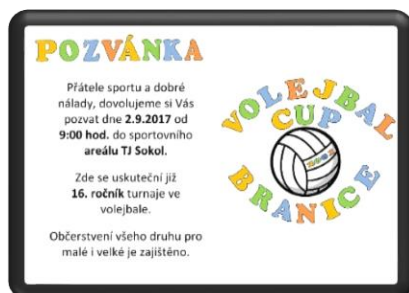 POZVÁNKA
Přátele sportu a dobré
nálady, dovolujeme si Vás
pozvat dne 2.9.2017 od
9:00 hod. do sportovního
areálu TJ Sokol.
Zde se uskuteční již
16. ročník turnaje ve
volejbale.
Občerstvení všeho druhu pro
malé i velké je zajištěno.
VOLEJBAL
CUP
BRANICE